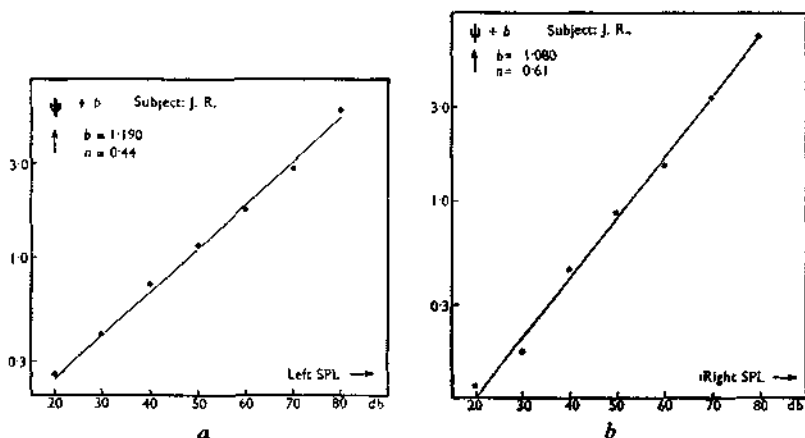 ψ + b Subject: J. R.
b = 1·190
n = 0·44
3·0
1·0
0·3
Left SPL →
20 30 40 50 60 70 80 db
a
ψ + b Subject: J. R.
b = 1·080
n = 0·61
3·0
1·0
0·3
Right SPL →
20 30 40 50 60 70 80 db
b